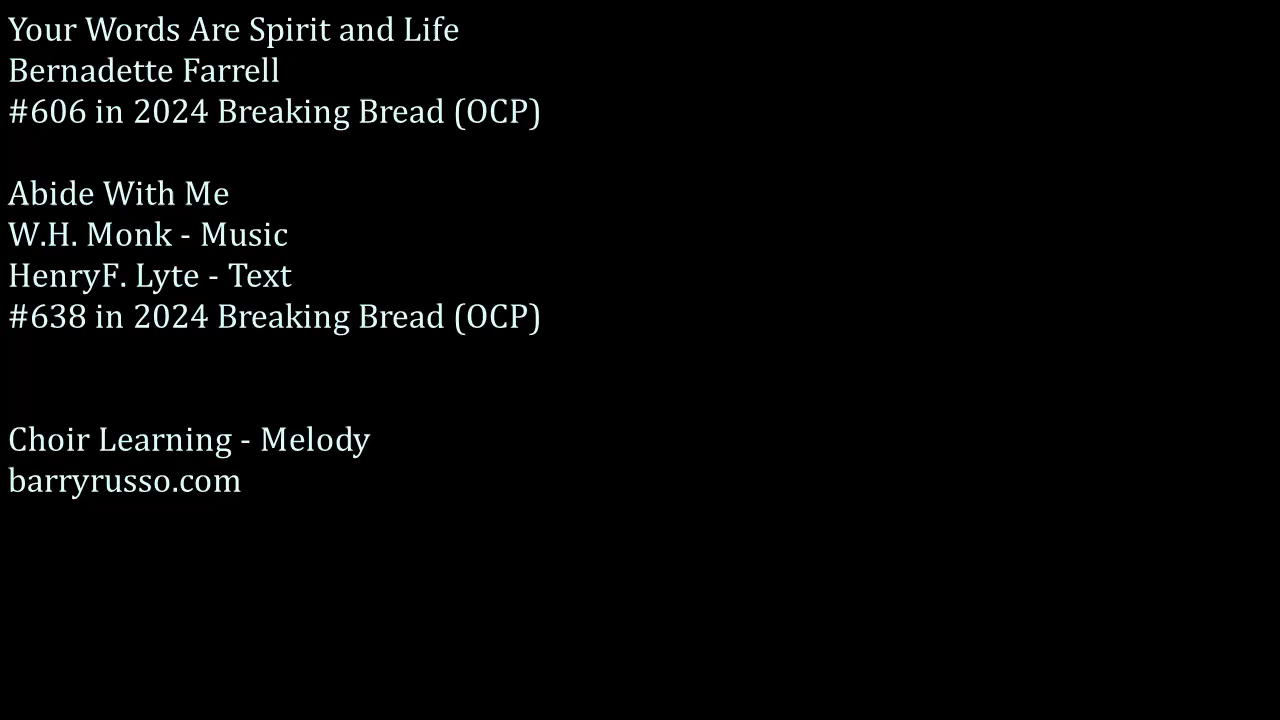 Your Words Are Spirit and Life
Bernadette Farrell
#606 in 2024 Breaking Bread (OCP)
Abide With Me
W.H. Monk - Music
HenryF. Lyte - Text
#638 in 2024 Breaking Bread (OCP)
Choir Learning - Melody
barryrusso.com